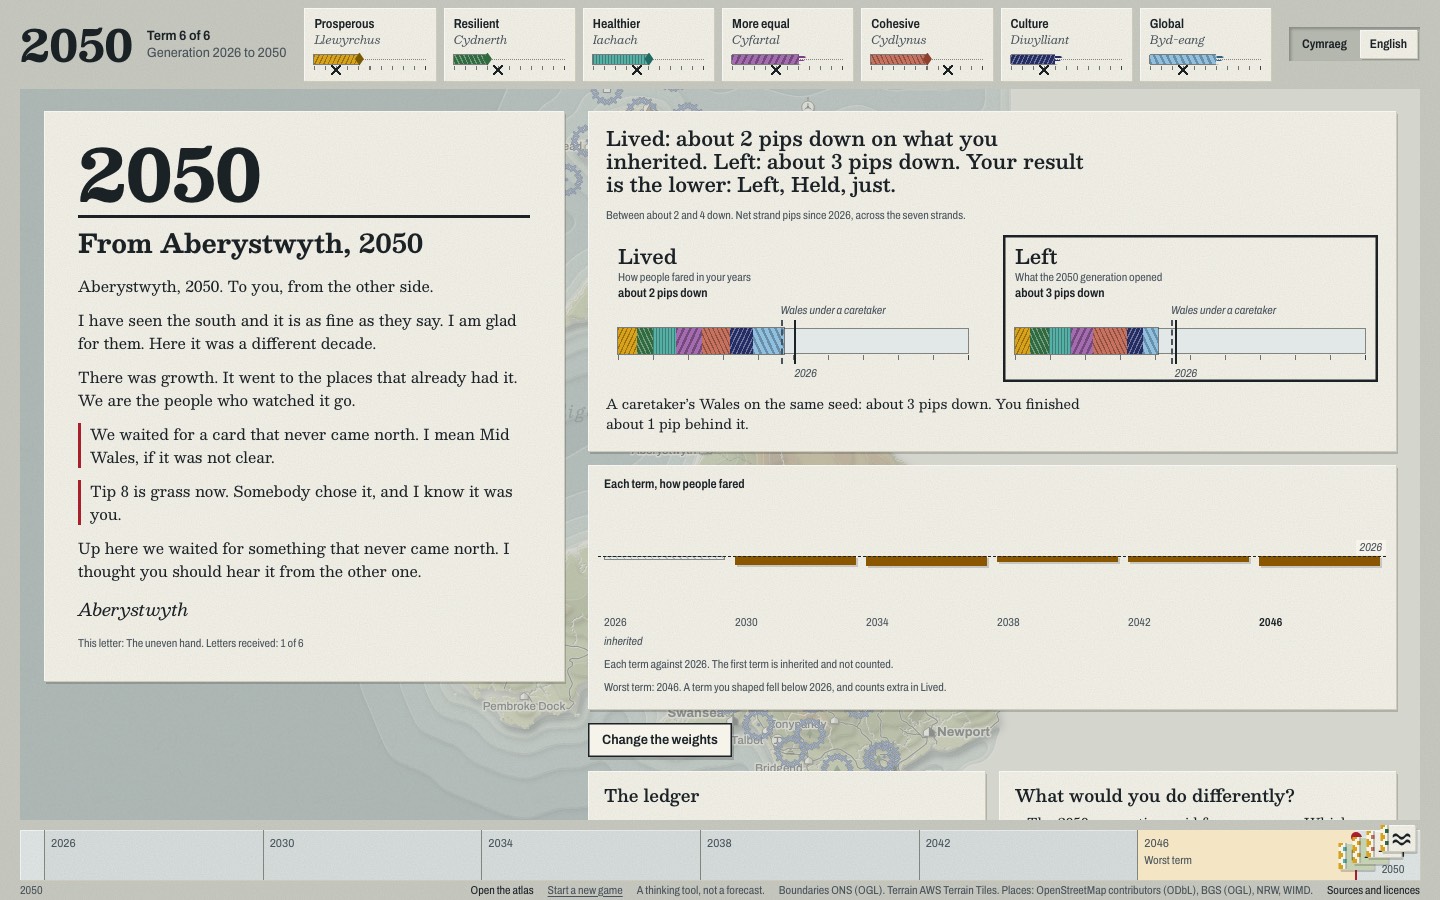 2050
Term 6 of 6
Generation 2026 to 2050
Prosperous
Llewyrchus
Resilient
Cydnerth
Healthier
Iachach
More equal
Cyfartal
Cohesive
Cydlynus
Culture
Diwylliant
Global
Byd-eang
Cymraeg
English
2050
From Aberystwyth, 2050
Aberystwyth, 2050. To you, from the other side.
I have seen the south and it is as fine as they say. I am glad
for them. Here it was a different decade.
There was growth. It went to the places that already had it.
We are the people who watched it go.
We waited for a card that never came north. I mean Mid
Wales, if it was not clear.
Tip 8 is grass now. Somebody chose it, and I know it was
you.
Up here we waited for something that never came north. I
thought you should hear it from the other one.
Aberystwyth
This letter: The uneven hand. Letters received: 1 of 6
Lived: about 2 pips down on what you
inherited. Left: about 3 pips down. Your result
is the lower: Left, Held, just.
Between about 2 and 4 down. Net strand pips since 2026, across the seven strands.
Lived
How people fared in your years
about 2 pips down
Wales under a caretaker
2026
Left
What the 2050 generation opened
about 3 pips down
Wales under a caretaker
2026
A caretaker's Wales on the same seed: about 3 pips down. You finished
about 1 pip behind it.
Each term, how people fared
2026
2026
2030
2034
2038
2042
2046
inherited
Each term against 2026. The first term is inherited and not counted.
Worst term: 2046. A term you shaped fell below 2026, and counts extra in Lived.
Pembroke Dock
Swansea
Tonypandy
Talbot
Newport
Bridgend
Change the weights
The ledger
What would you do differently?
2026
2030
2034
2038
2042
2046
Worst term
2050
2050
Open the atlas
Start a new game
A thinking tool, not a forecast.
Boundaries ONS (OGL). Terrain AWS Terrain Tiles. Places: OpenStreetMap contributors (ODbL), BGS (OGL), NRW, WIMD.
Sources and licences